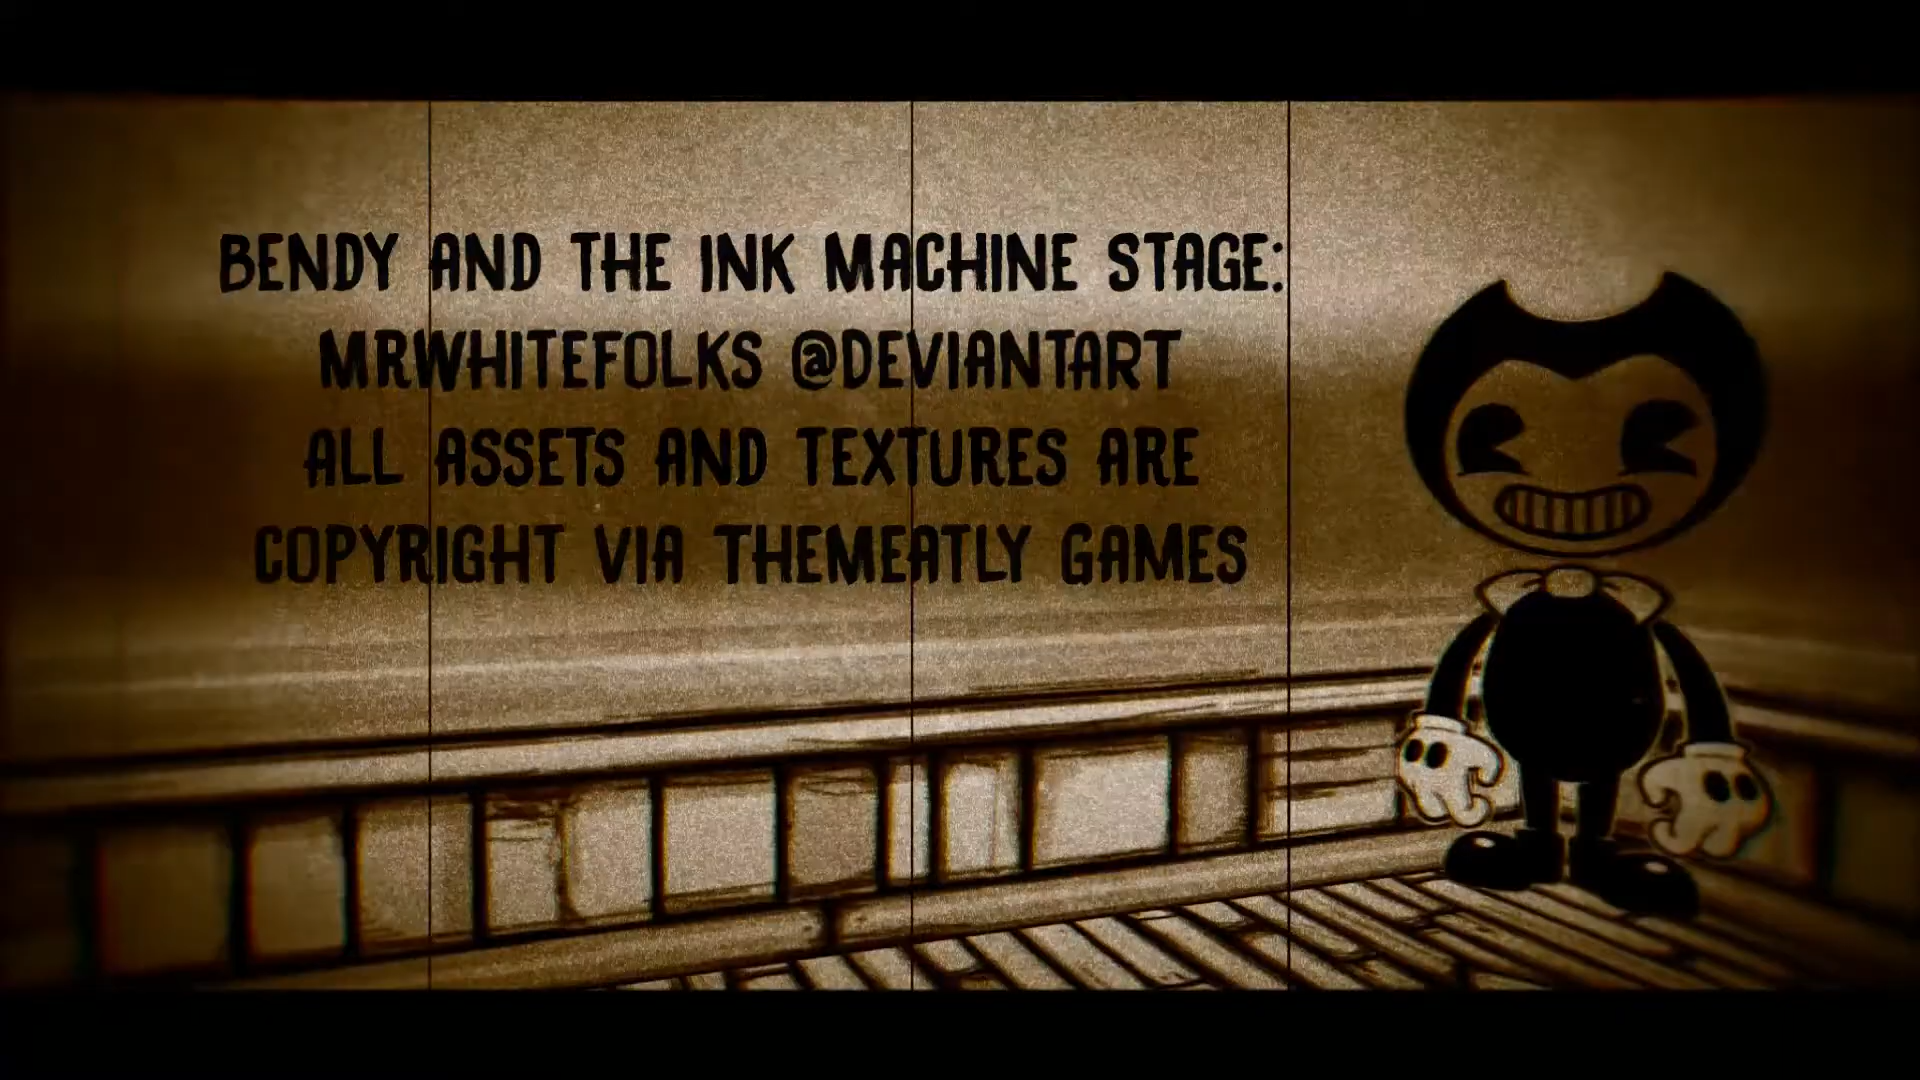 BENDY AND THE INK MACHINE STAGE:
MRWHITEFOLKS @DEVIANTART
ALL ASSETS AND TEXTURES ARE
COPYRIGHT VIA THEMEATLY GAMES